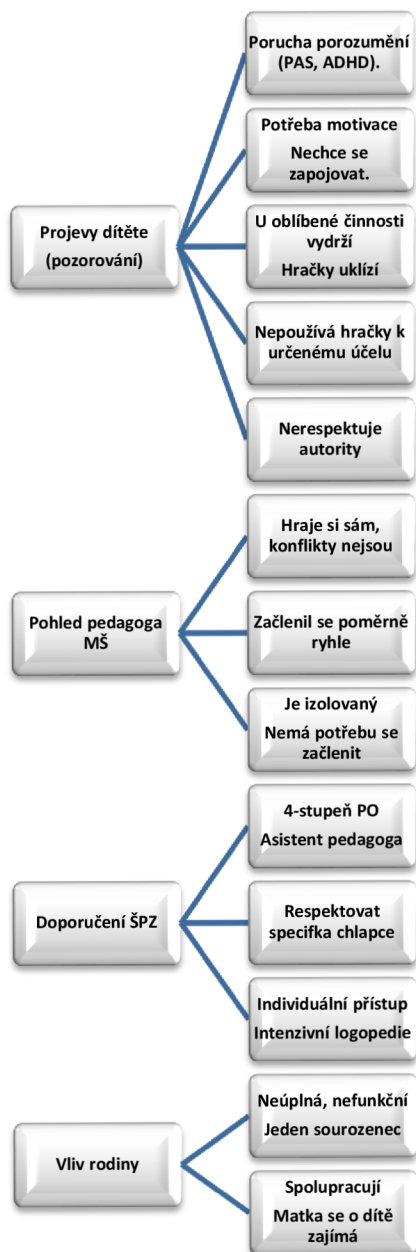 Projevy dítěte
(pozorování)
Porucha porozumění
(PAS, ADHD).
Potřeba motivace
Nechce se
zapojovat.
U oblíbené činnosti
vydrží
Hračky uklízí
Nepoužívá hračky k
určenému účelu
Nerespektuje
autority
Pohled pedagoga
MŠ
Hraje si sám,
konflikty nejsou
Začlenil se poměrně
ryhle
Je izolovaný
Nemá potřebu se
začlenit
Doporučení ŠPZ
4-stupeň PO
Asistent pedagoga
Respektovat
specifka chlapce
Individuální přístup
Intenzivní logopedie
Vliv rodiny
Neúplná, nefunkční
Jeden sourozenec
Spolupracují
Matka se o dítě
zajímá